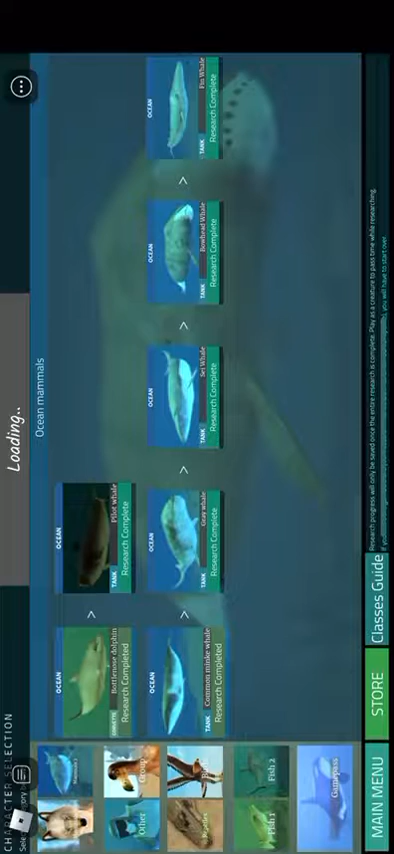 CHARACTER SELECTION
Loading..
Ocean mammals
OCEAN
Bottlenose dolphin
Research Completed
OCEAN
Pilot whale
TANK
Research Complete
OCEAN
Common minke whale
TANK
Research Completed
OCEAN
Gray whale
TANK
Research Complete
OCEAN
Sei Whale
TANK
Research Complete
OCEAN
Bowhead Whale
TANK
Research Complete
OCEAN
Fin Whale
TANK
Research Complete
>
>
>
>
>
Other
Group
Fish 1
Fish 2
Gamepass
MAIN MENU
STORE
Classes Guide
Research progress will only be saved once the entire research is complete. Play as a creature to pass time while researching.
you will have to start over.